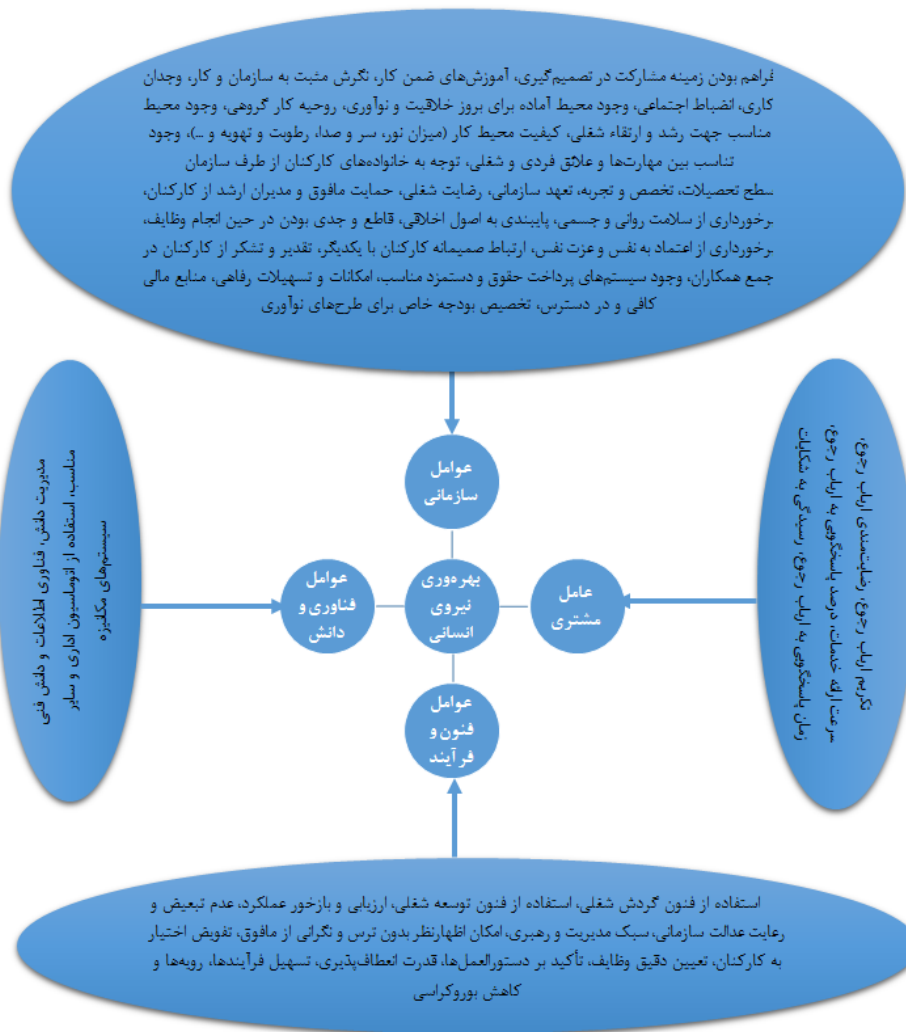 فراهم بودن زمینه مشارکت در تصمیم‌گیری، آموزش‌های ضمن کار، نگرش مثبت به سازمان و کار، وجدان
کاری، انضباط اجتماعی، وجود محیط آماده برای بروز خلاقیت و نوآوری، روحیه کار گروهی، وجود محیط
مناسب جهت رشد و ارتقاء شغلی، کیفیت محیط کار (میزان نور، سر و صدا، رطوبت و تهویه و ...)، وجود
تناسب بین مهارت‌ها و علائق فردی و شغلی، توجه به خانواده‌های کارکنان از طرف سازمان
سطح تحصیلات، تخصص و تجربه، تعهد سازمانی، رضایت شغلی، حمایت مافوق و مدیران ارشد از کارکنان،
برخورداری از سلامت روانی و جسمی، پایبندی به اصول اخلاقی، قاطع و جدی بودن در حین انجام وظایف،
برخورداری از اعتماد به نفس و عزت نفس، ارتباط صمیمانه کارکنان با یکدیگر، تقدیر و تشکر از کارکنان در
جمع همکاران، وجود سیستم‌های پرداخت حقوق و دستمزد مناسب، امکانات و تسهیلات رفاهی، منابع مالی
کافی و در دسترس، تخصیص بودجه خاص برای طرح‌های نوآوری
عوامل
سازمانی
تکریم ارباب رجوع، رضایت‌مندی ارباب رجوع،
سرعت ارائه خدمات، درصد پاسخگویی به ارباب رجوع،
زمان پاسخگویی به ارباب رجوع، رسیدگی به شکایات
عامل
مشتری
بهره‌وری
نیروی
انسانی
عوامل
فناوری و
دانش
مدیریت دانش، فناوری اطلاعات و دانش فنی
مناسب، استفاده از اتوماسیون اداری و سایر
سیستم‌های مکانیزه
عوامل
فنون و
فرآیند
استفاده از فنون گردش شغلی، استفاده از فنون توسعه شغلی، ارزیابی و بازخور عملکرد، عدم تبعیض و
رعایت عدالت سازمانی، سبک مدیریت و رهبری، امکان اظهارنظر بدون ترس و نگرانی از مافوق، تفویض اختیار
به کارکنان، تعیین دقیق وظایف، تأکید بر دستورالعمل‌ها، قدرت انعطاف‌پذیری، تسهیل فرآیندها، رویه‌ها و
کاهش بوروکراسی